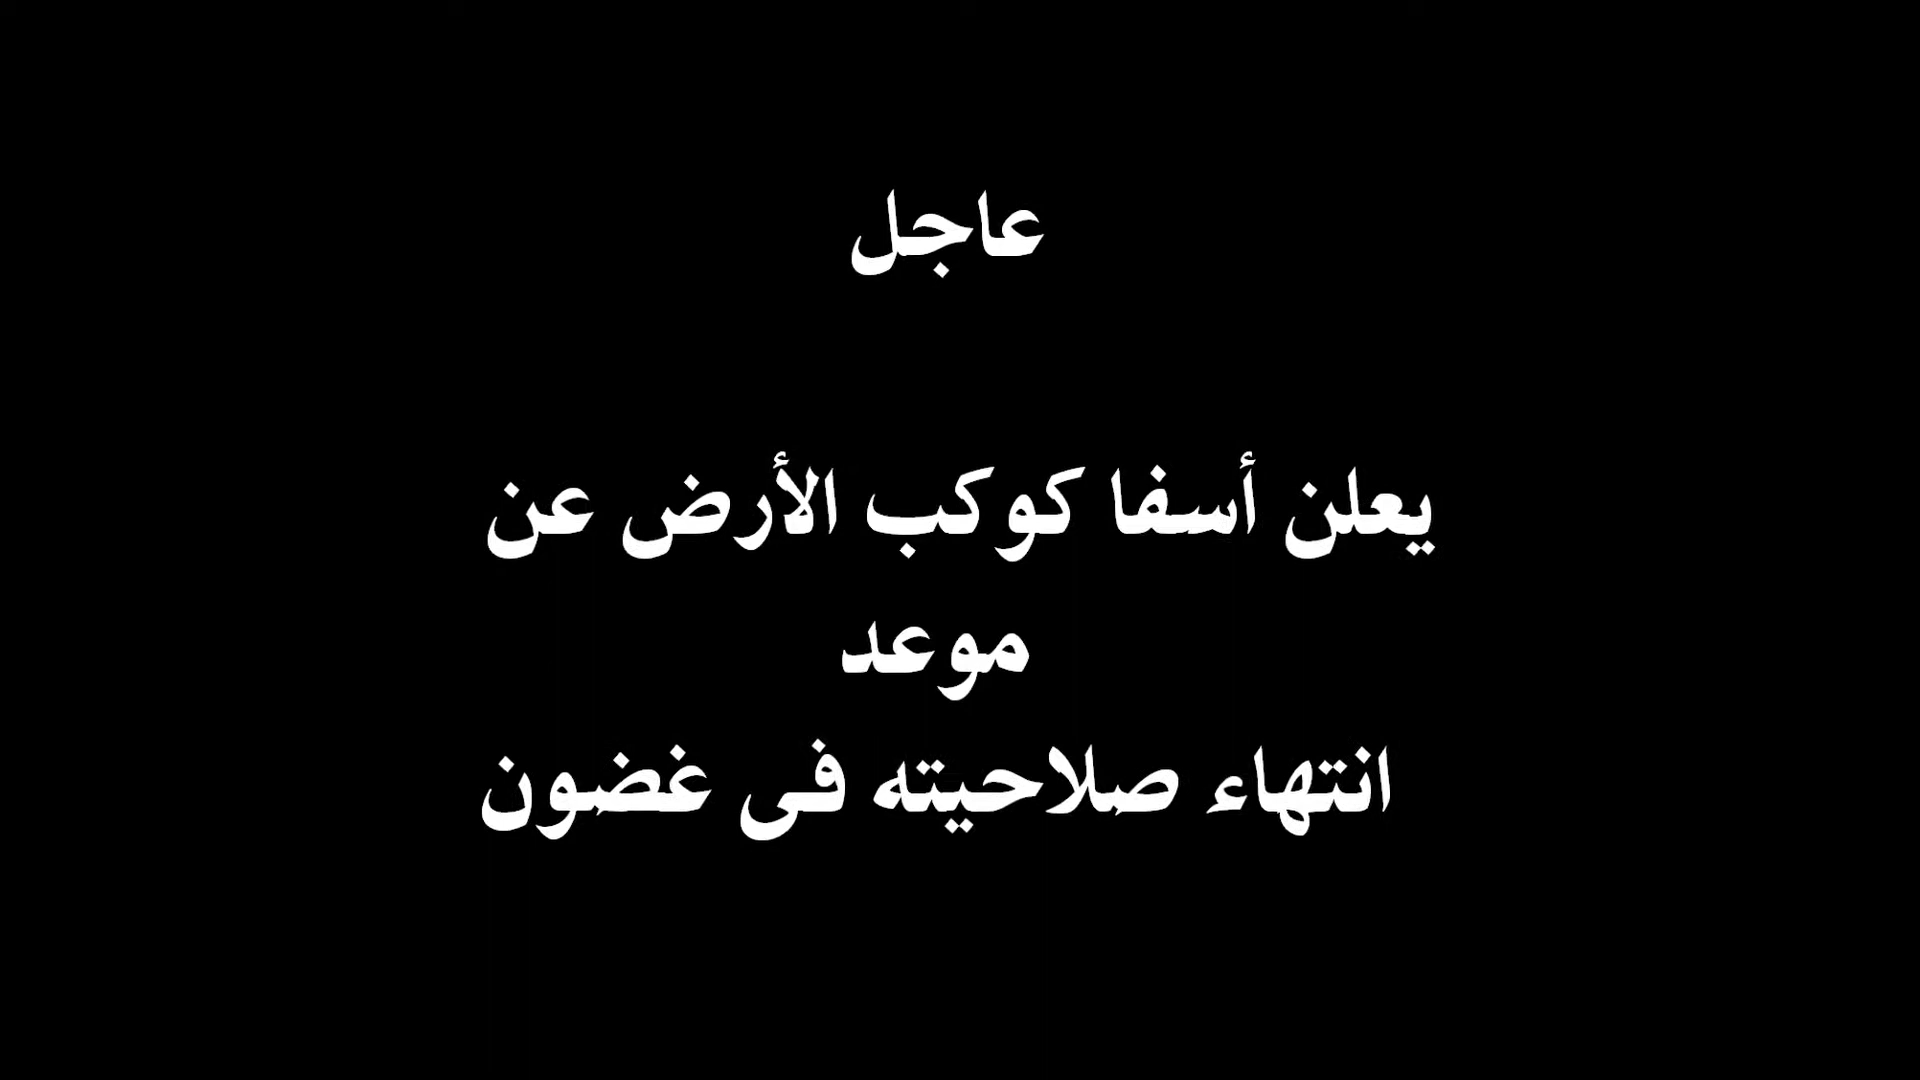 عاجل
يعلن أسفا كوكب الأرض عن
موعد
انتهاء صلاحيته فى غضون